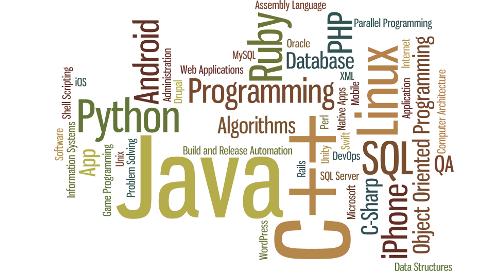 Assembly Language
Parallel Programming
Android
Ruby
PHP
Oracle
MySQL
Database
Linux
Internet
Object Oriented Programming
Web Applications
Administration
Drupal
XML
Mobile
Native Apps
Application
Computer Architecture
Shell Scripting
iOS
Programming
Python
Algorithms
Perl
Swift
Software
Information Systems
App
Game Programming
Unix
Problem Solving
Build and Release Automation
Unity
DevOps
SQL
QA
Java
C++
Rails
SQL Server
Microsoft
C-Sharp
iPhone
WordPress
Data Structures